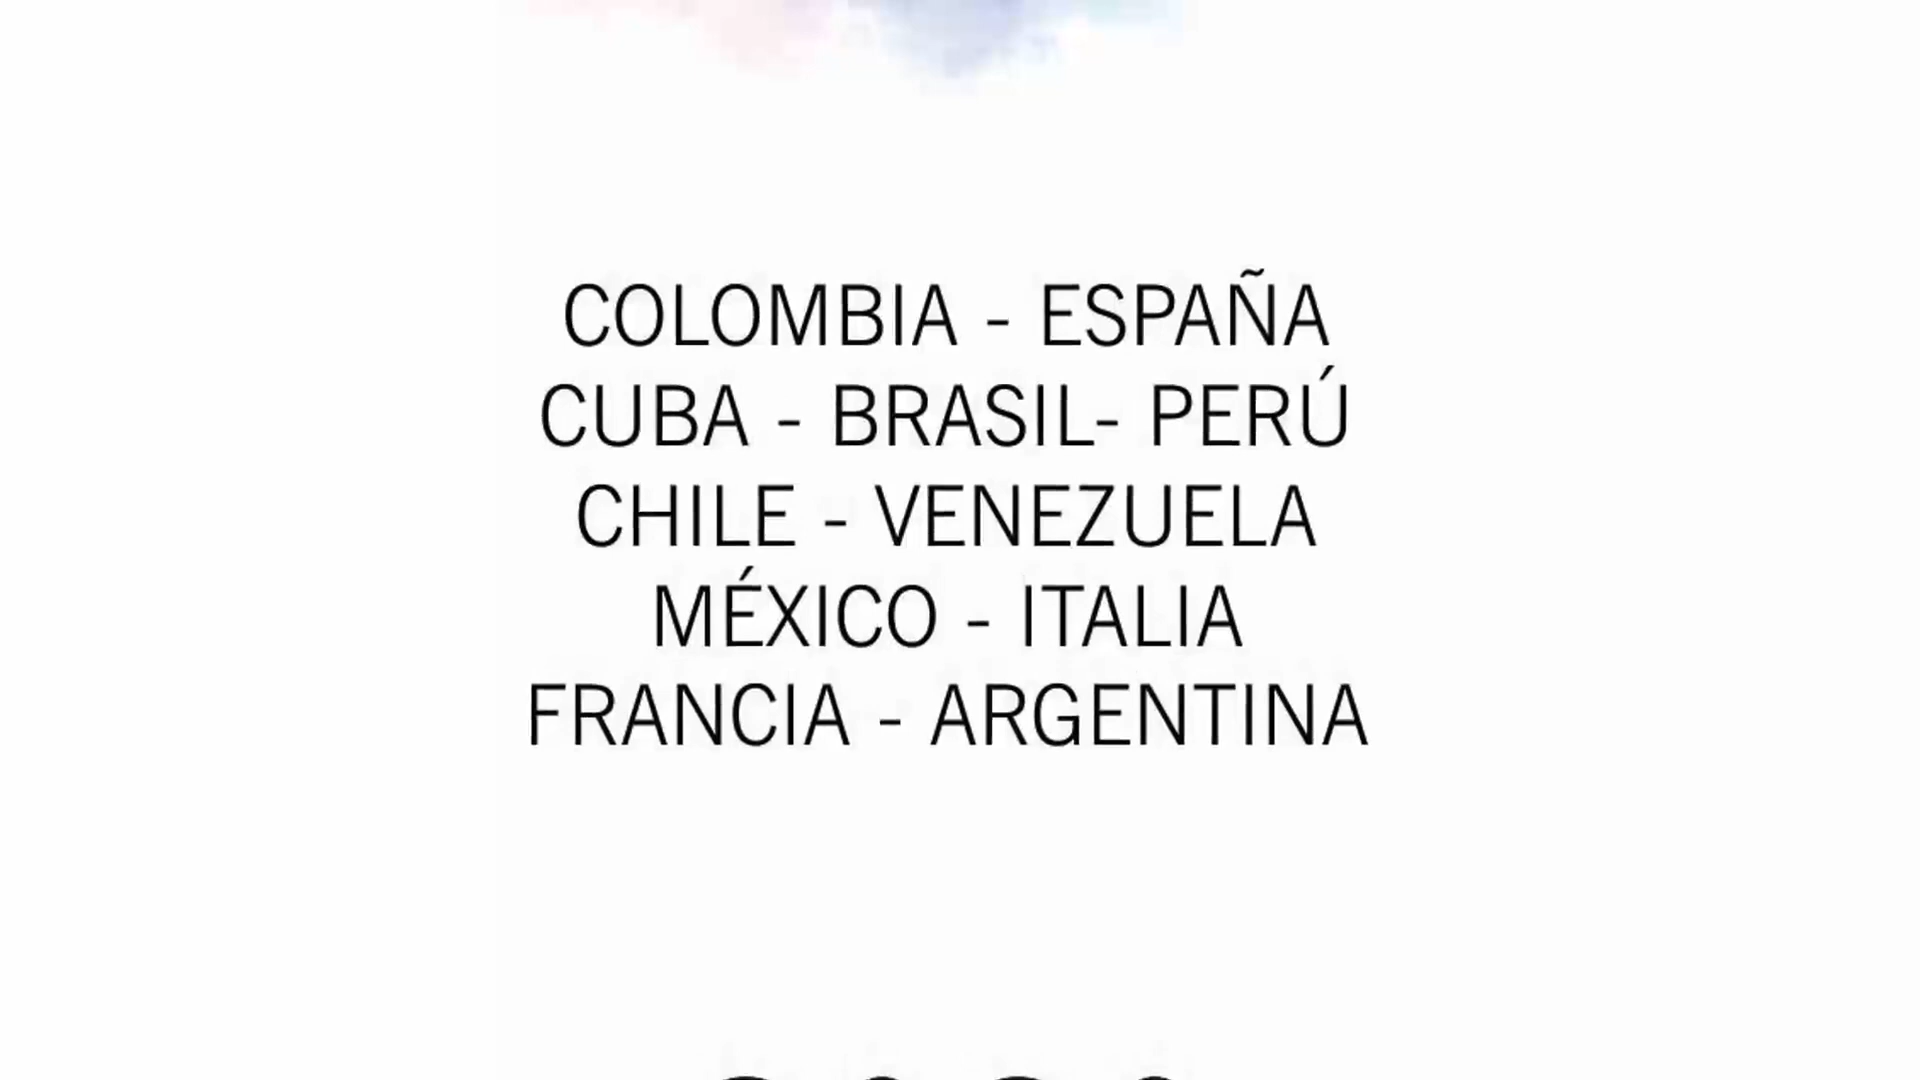 COLOMBIA - ESPAÑA
CUBA - BRASIL- PERÚ
CHILE - VENEZUELA
MÉXICO - ITALIA
FRANCIA - ARGENTINA